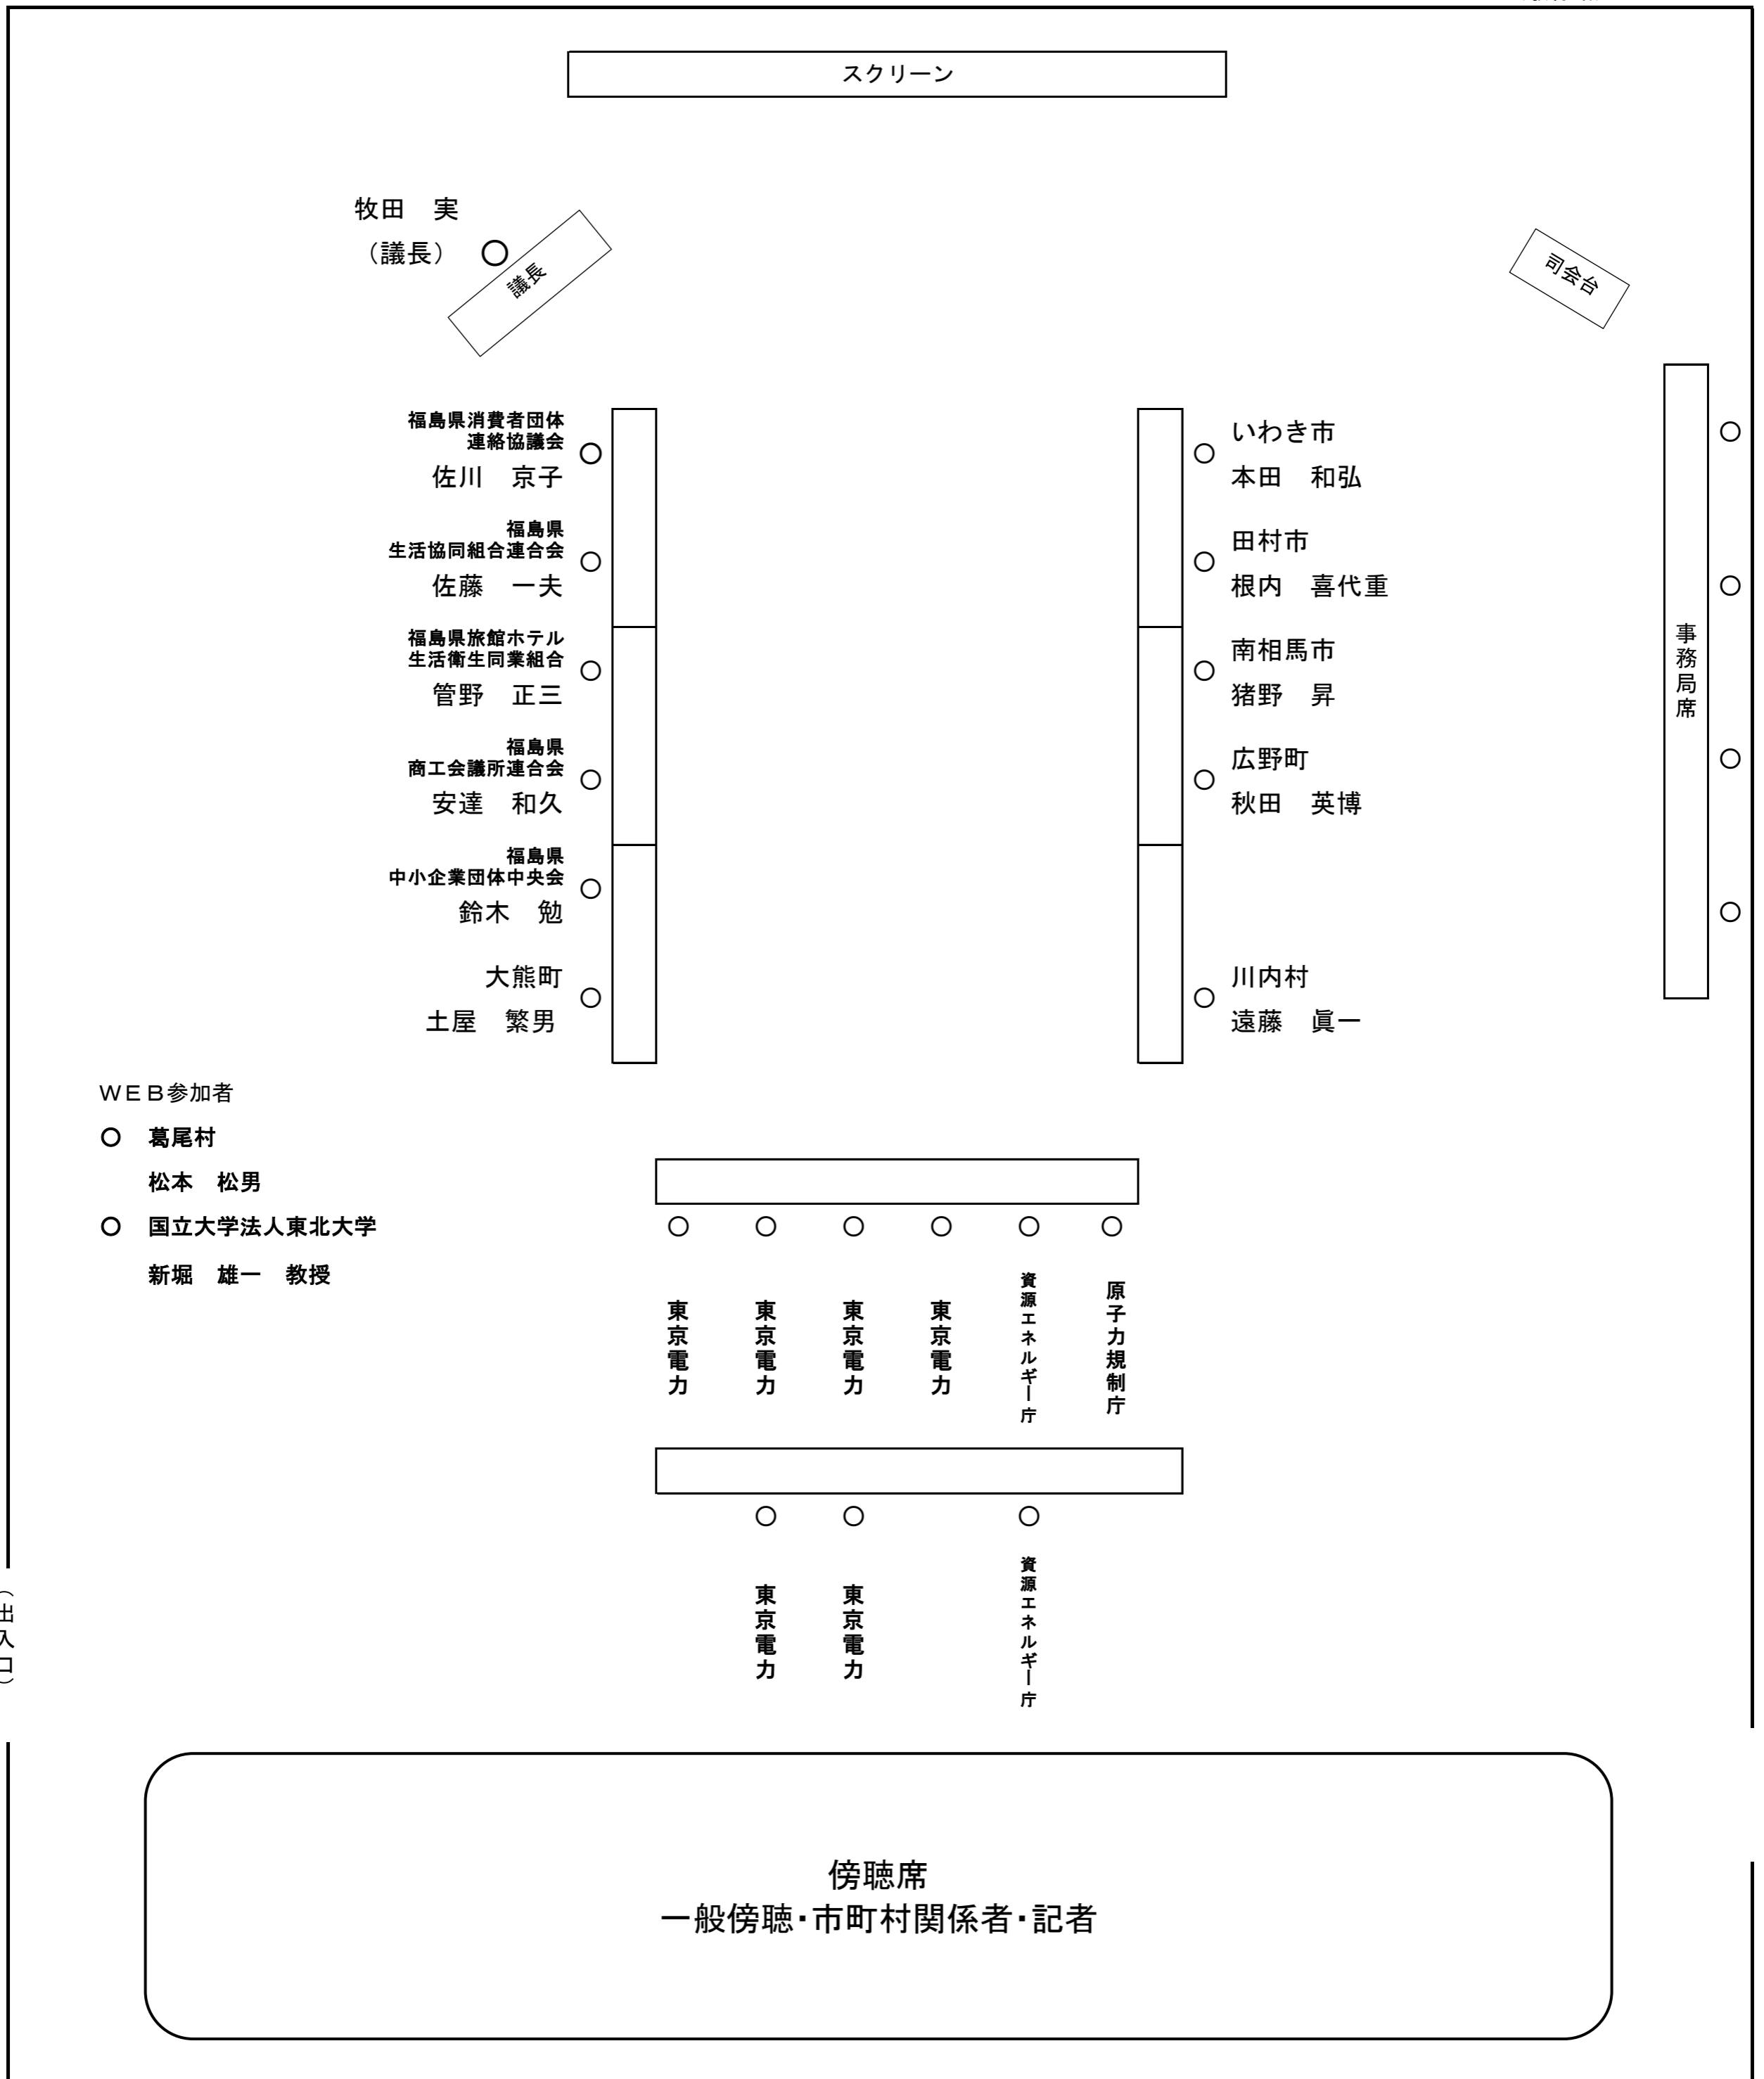 スクリーン
牧田　実
（議長）
議長
司会台
福島県消費者団体
連絡協議会
佐川　京子
福島県
生活協同組合連合会
佐藤　一夫
福島県旅館ホテル
生活衛生同業組合
管野　正三
福島県
商工会議所連合会
安達　和久
福島県
中小企業団体中央会
鈴木　勉
大熊町
土屋　繁男
いわき市
本田　和弘
田村市
根内　喜代重
南相馬市
猪野　昇
広野町
秋田　英博
川内村
遠藤　眞一
事務局席
ＷＥＢ参加者
○　葛尾村
松本　松男
○　国立大学法人東北大学
新堀　雄一　教授
東京電力
東京電力
東京電力
東京電力
資源エネルギー庁
原子力規制庁
東京電力
東京電力
資源エネルギー庁
（出入口）
傍聴席
一般傍聴・市町村関係者・記者